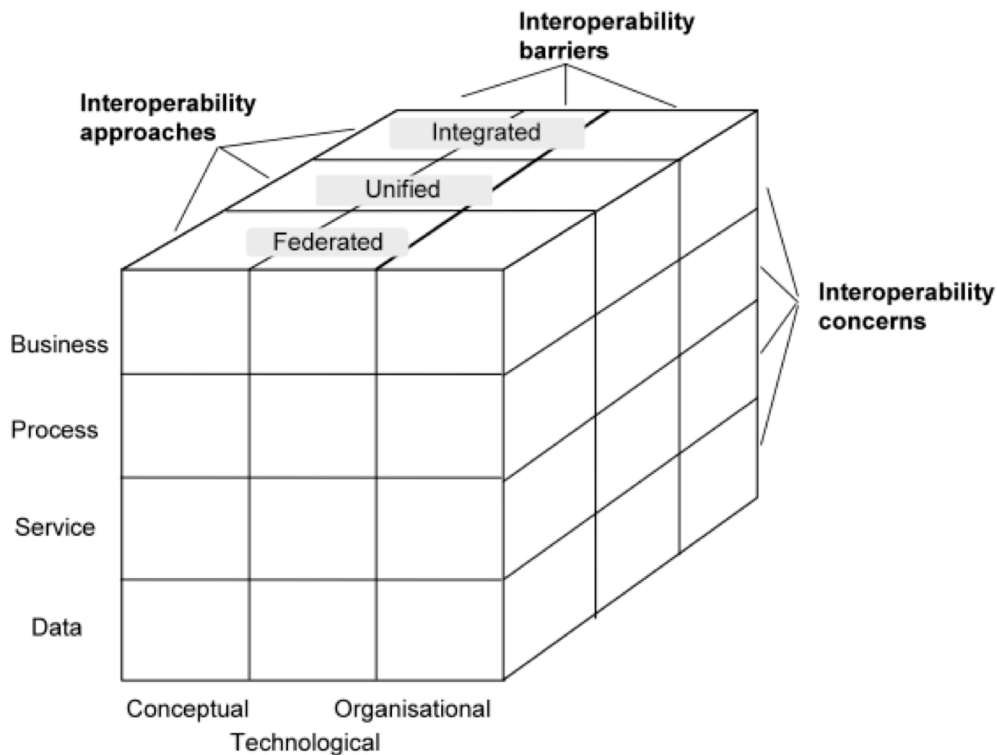 Interoperability
barriers
Interoperability
approaches
Integrated
Unified
Federated
Interoperability
concerns
Business
Process
Service
Data
Conceptual
Organisational
Technological